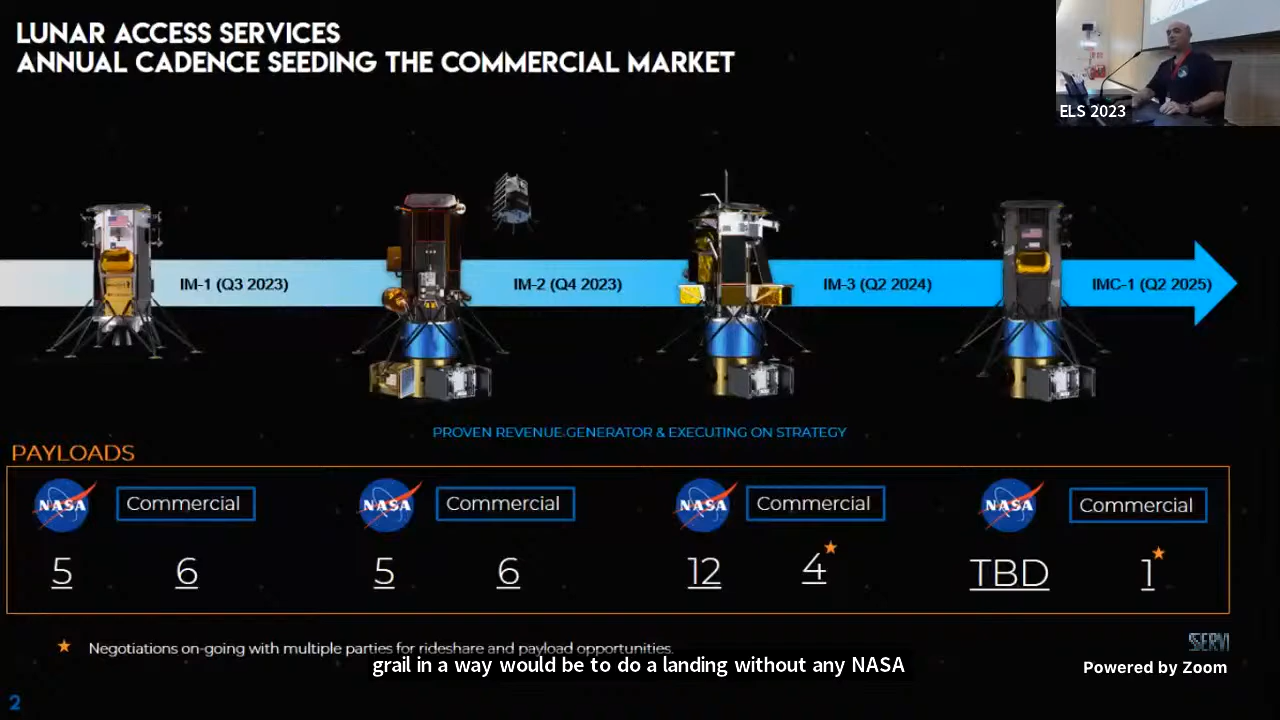 LUNAR ACCESS SERVICES
ANNUAL CADENCE SEEDING THE COMMERCIAL MARKET
ELS 2023
IM-1 (Q3 2023)
IM-2 (Q4 2023)
IM-3 (Q2 2024)
IMC-1 (Q2 2025)
PROVEN REVENUE GENERATOR & EXECUTING ON STRATEGY
PAYLOADS
NASA Commercial
NASA Commercial
NASA Commercial
NASA Commercial
5 6
5 6
12 4★
TBD 1★
★ Negotiations on-going with multiple parties for rideshare and payload opportunities.
grail in a way would be to do a landing without any NASA
SERVI
Powered by Zoom
2